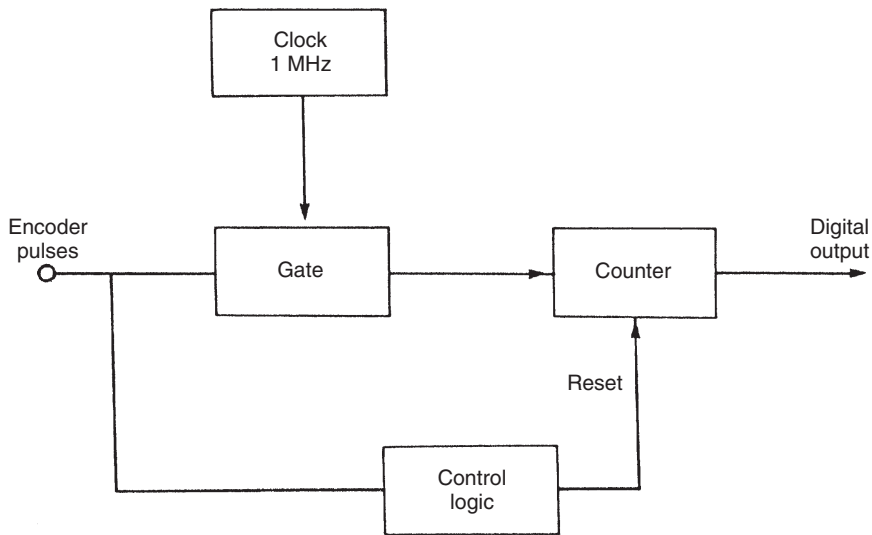 Clock
1 MHz
Encoder
pulses
Gate
Counter
Digital
output
Reset
Control
logic